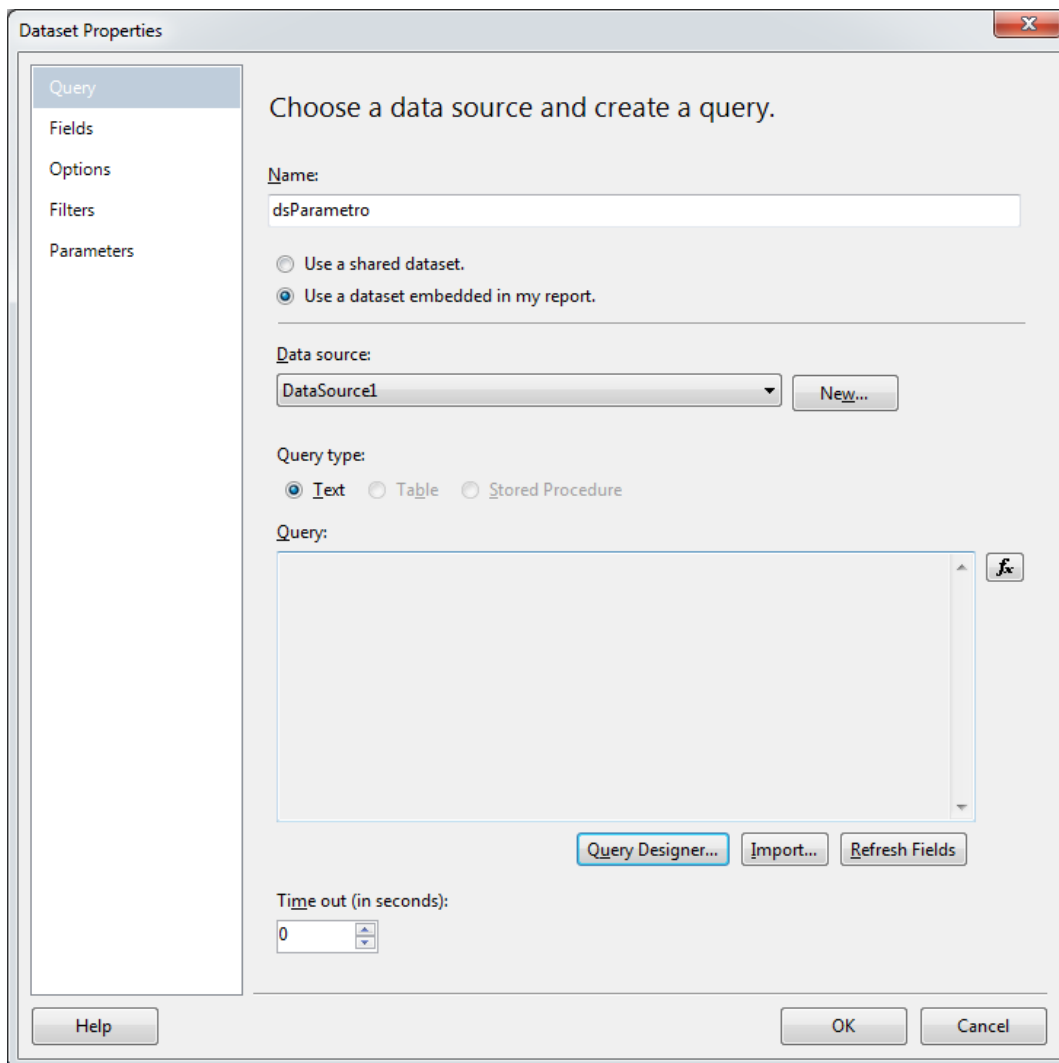 Dataset Properties
Query
Fields
Options
Filters
Parameters
Choose a data source and create a query.
Name:
dsParametro
Use a shared dataset.
Use a dataset embedded in my report.
Data source:
DataSource1
New...
Query type:
Text Table Stored Procedure
Query:
fx
Query Designer... Import... Refresh Fields
Time out (in seconds):
0
Help OK Cancel